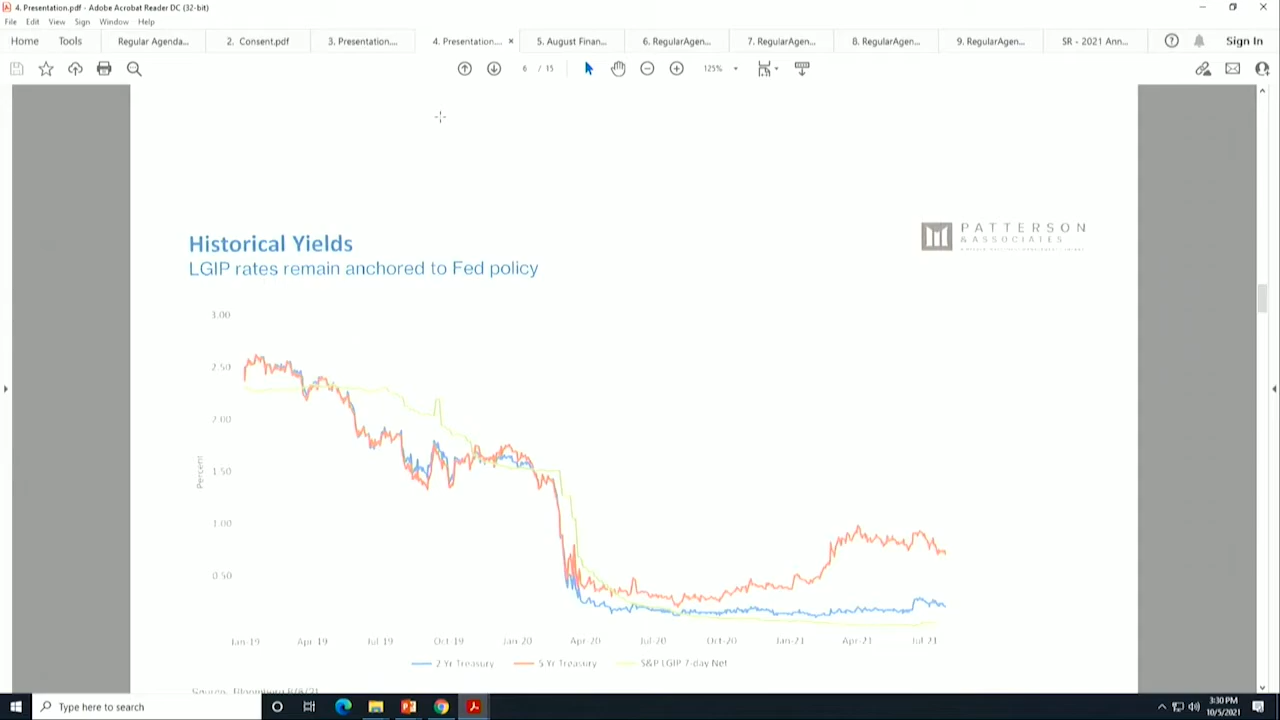 4. Presentation.pdf - Adobe Acrobat Reader DC (32-bit)
File Edit View Sign Window Help
Home Tools Regular Agenda... 2. Consent.pdf 3. Presentation.... 4. Presentation.... × 5. August Finan... 6. RegularAgen... 7. RegularAgen... 8. RegularAgen... 9. RegularAgen... SR - 2021 Ann... Sign In
6 / 15 125%
PATTERSON
& ASSOCIATES
Historical Yields
LGIP rates remain anchored to Fed policy
3.00
2.50
2.00
1.50
1.00
0.50
Percent
Jan-19 Apr 19 Jul 19 Oct-19 Jan 20 Apr 20 Jul-20 Oct-20 Jan-21 Apr-21 Jul 21
2 Yr Treasury 5 Yr Treasury S&P LGIP 7-day Net
Type here to search
3:30 PM
10/5/2021